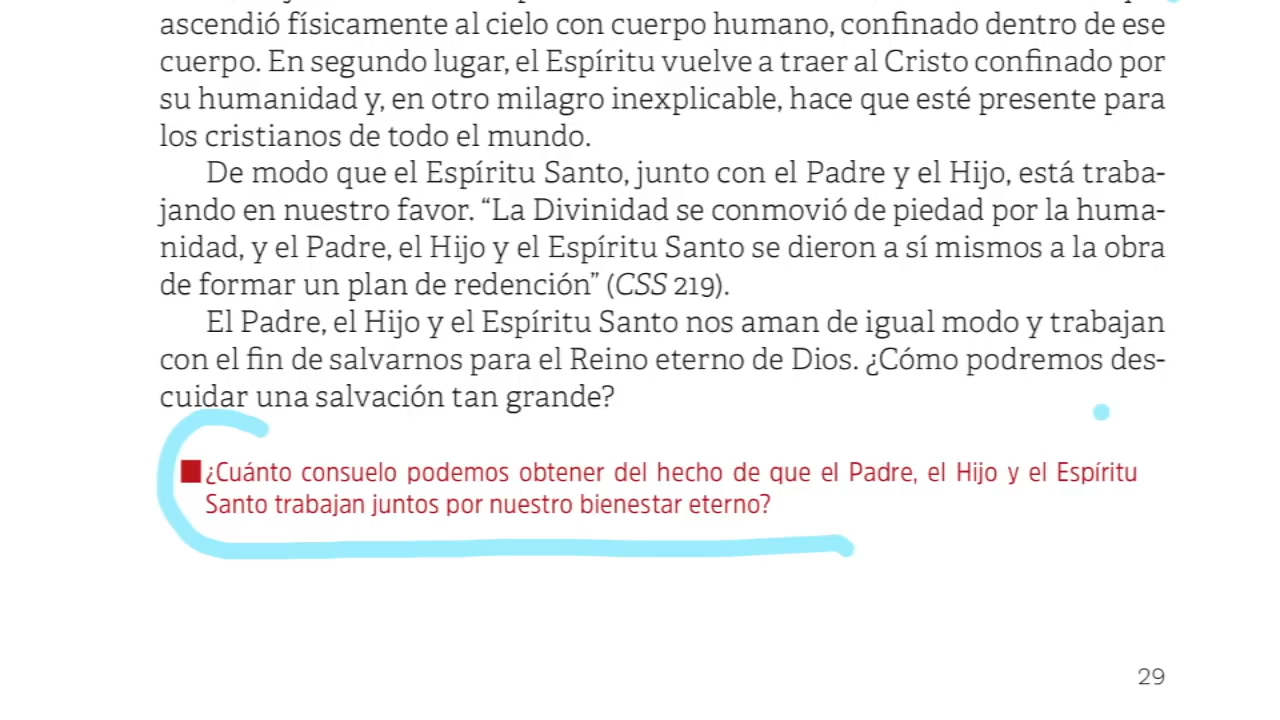 ascendió físicamente al cielo con cuerpo humano, confinado dentro de ese
cuerpo. En segundo lugar, el Espíritu vuelve a traer al Cristo confinado por
su humanidad y, en otro milagro inexplicable, hace que esté presente para
los cristianos de todo el mundo.
De modo que el Espíritu Santo, junto con el Padre y el Hijo, está traba-
jando en nuestro favor. “La Divinidad se conmovió de piedad por la huma-
nidad, y el Padre, el Hijo y el Espíritu Santo se dieron a sí mismos a la obra
de formar un plan de redención” (CSS 219).
El Padre, el Hijo y el Espíritu Santo nos aman de igual modo y trabajan
con el fin de salvarnos para el Reino eterno de Dios. ¿Cómo podremos des-
cuidar una salvación tan grande?
¿Cuánto consuelo podemos obtener del hecho de que el Padre, el Hijo y el Espíritu
Santo trabajan juntos por nuestro bienestar eterno?
29